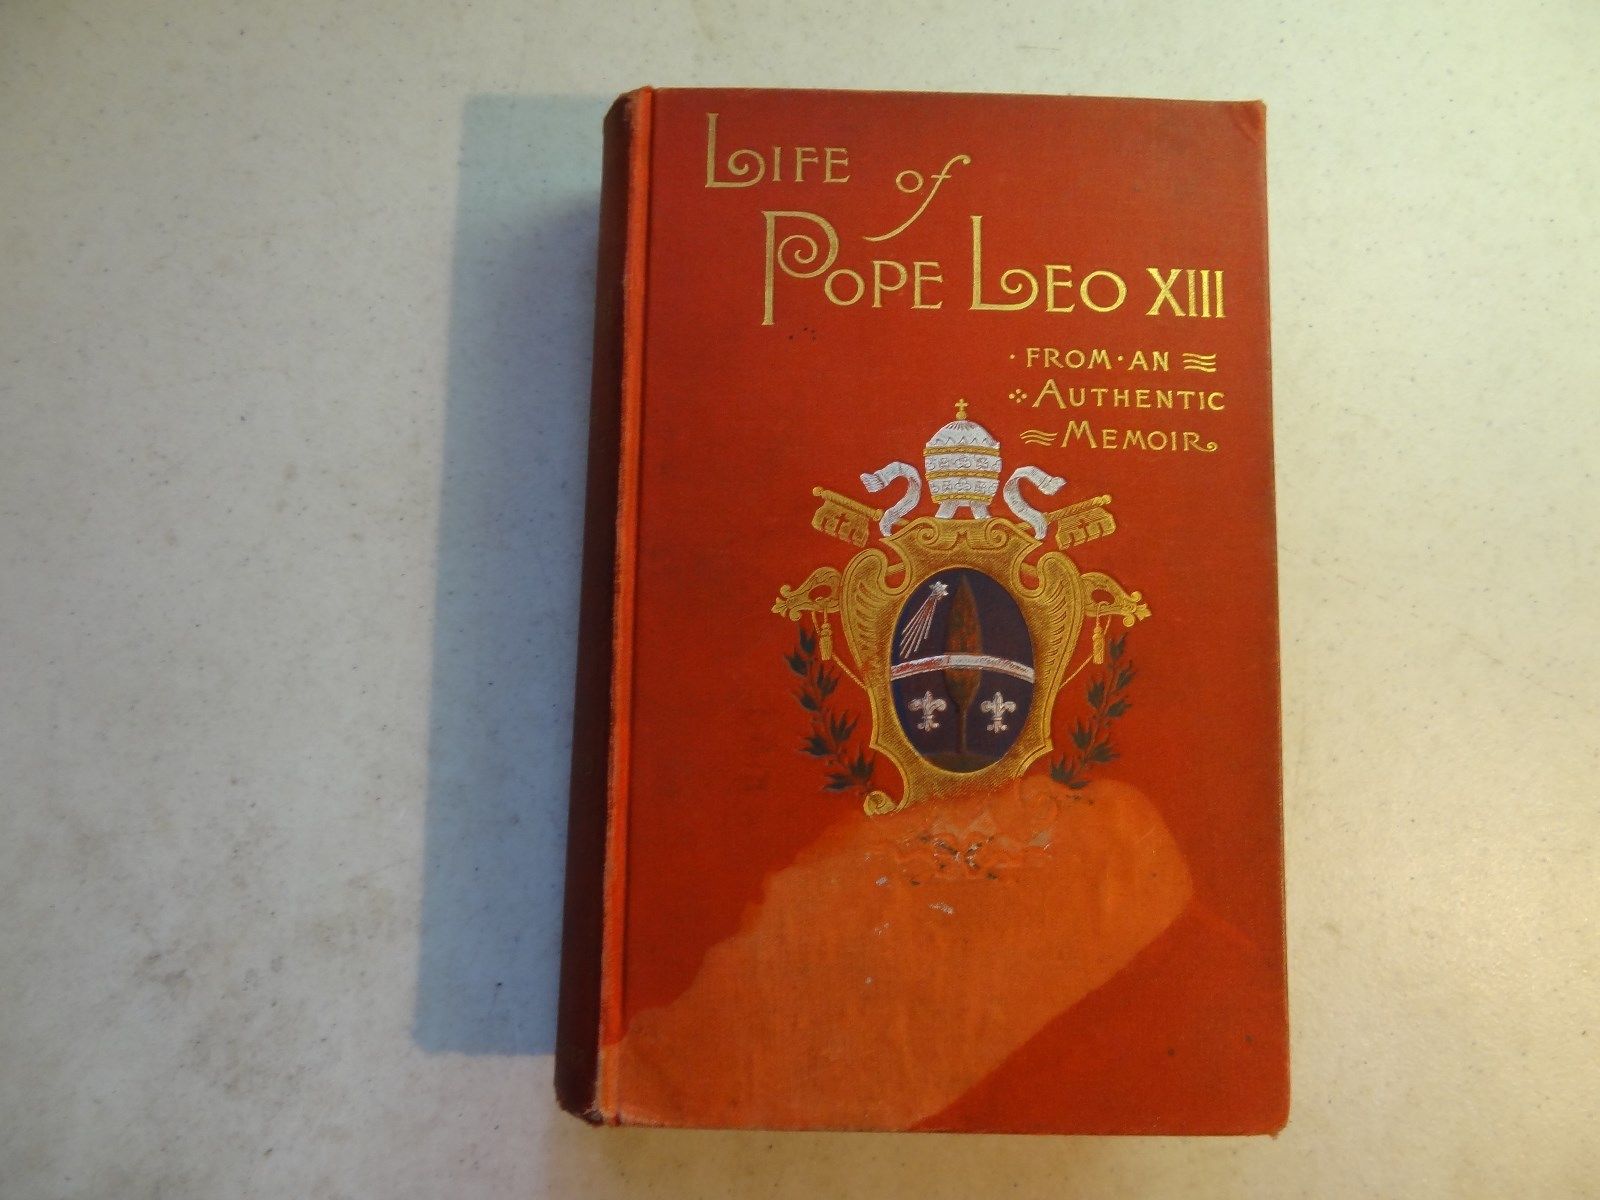 LIFE of
POPE LEO XIII
· FROM · AN
AUTHENTIC
MEMOIR